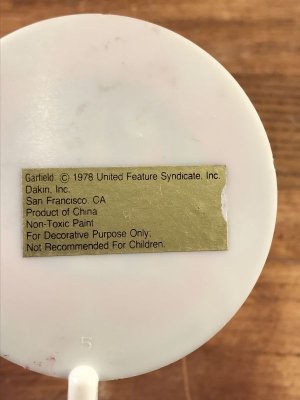 Garfield: © 1978 United Feature Syndicate, Inc.
Dakin, Inc.
San Francisco, CA
Product of China
Non-Toxic Paint
For Decorative Purpose Only.
Not Recommended For Children.
5